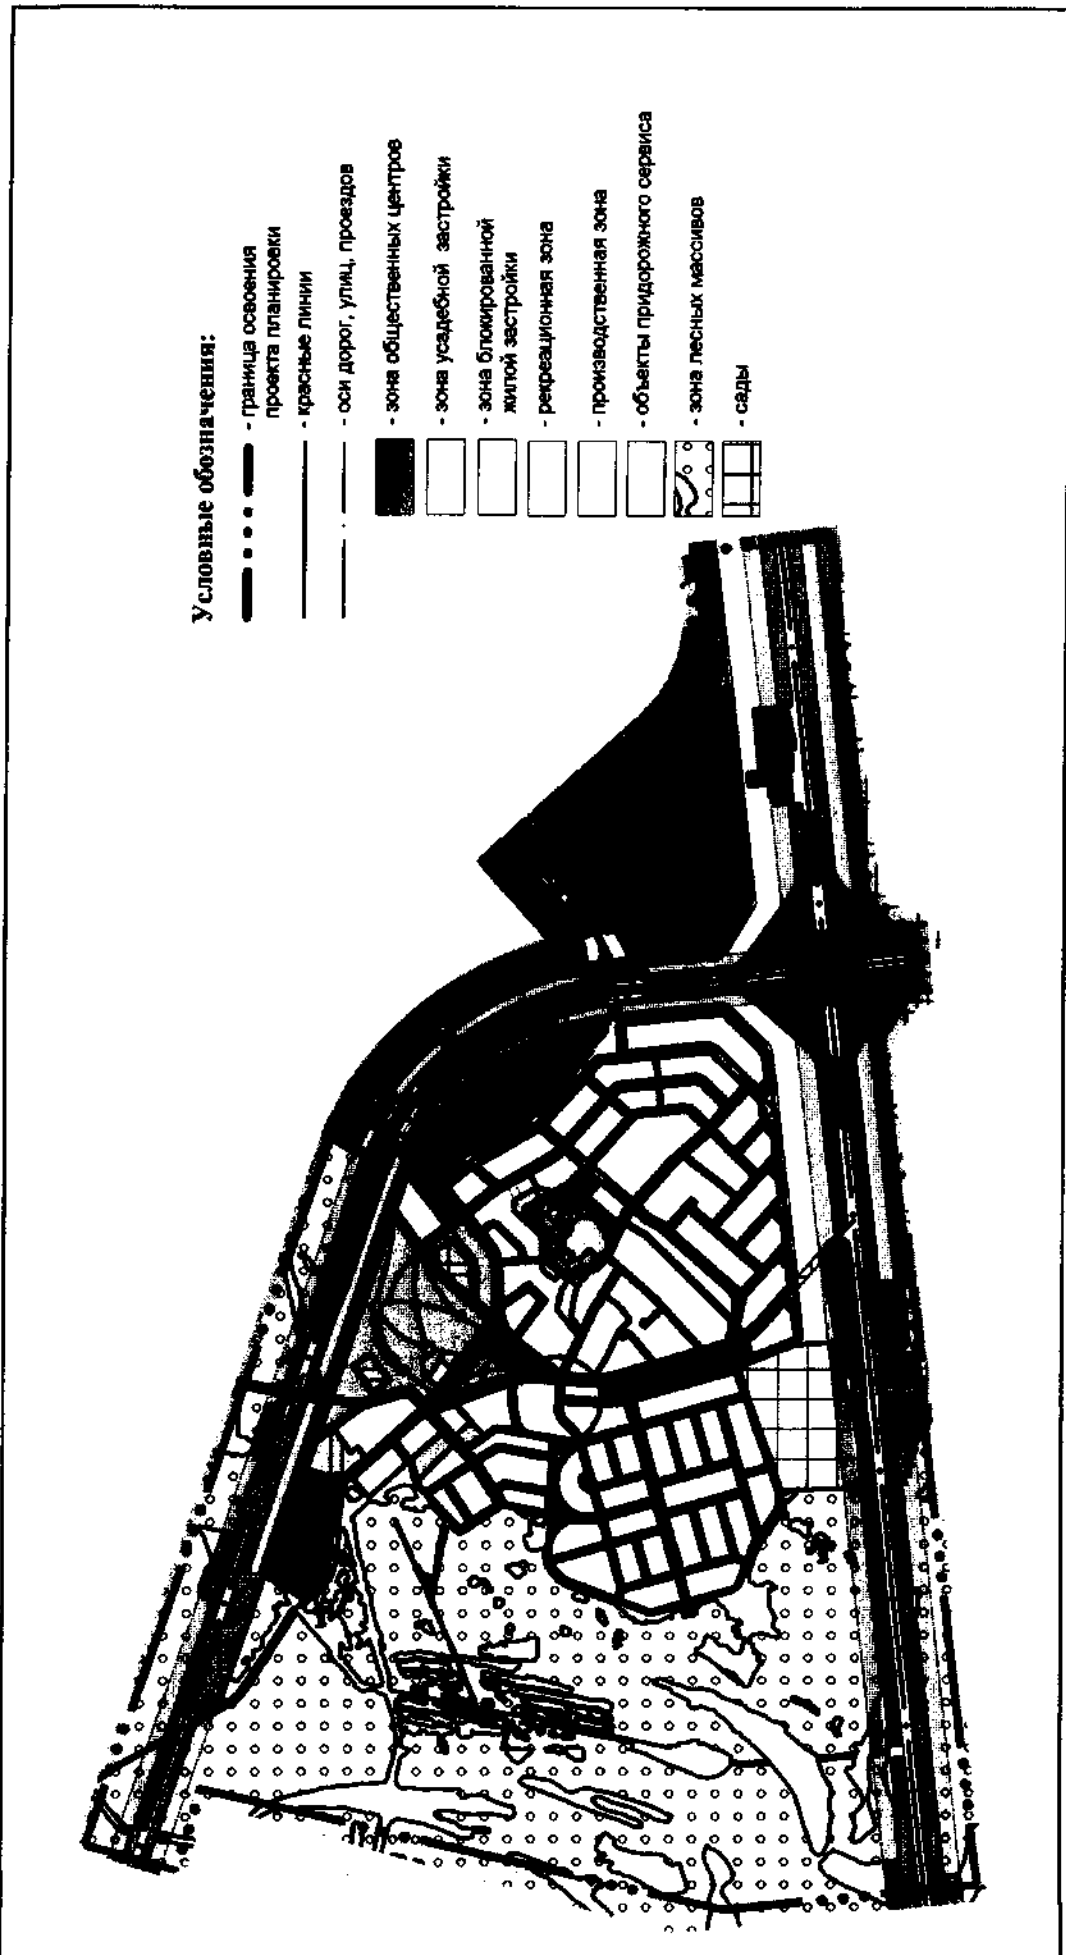 Условные обозначения:
- граница освоения
проекта планировки
- красные линии
- оси дорог, улиц, проездов
- зона общественных центров
- зона усадебной застройки
- зона блокированной
жилой застройки
- рекреационная зона
- производственная зона
- объекты придорожного сервиса
- зона лесных массивов
- сады